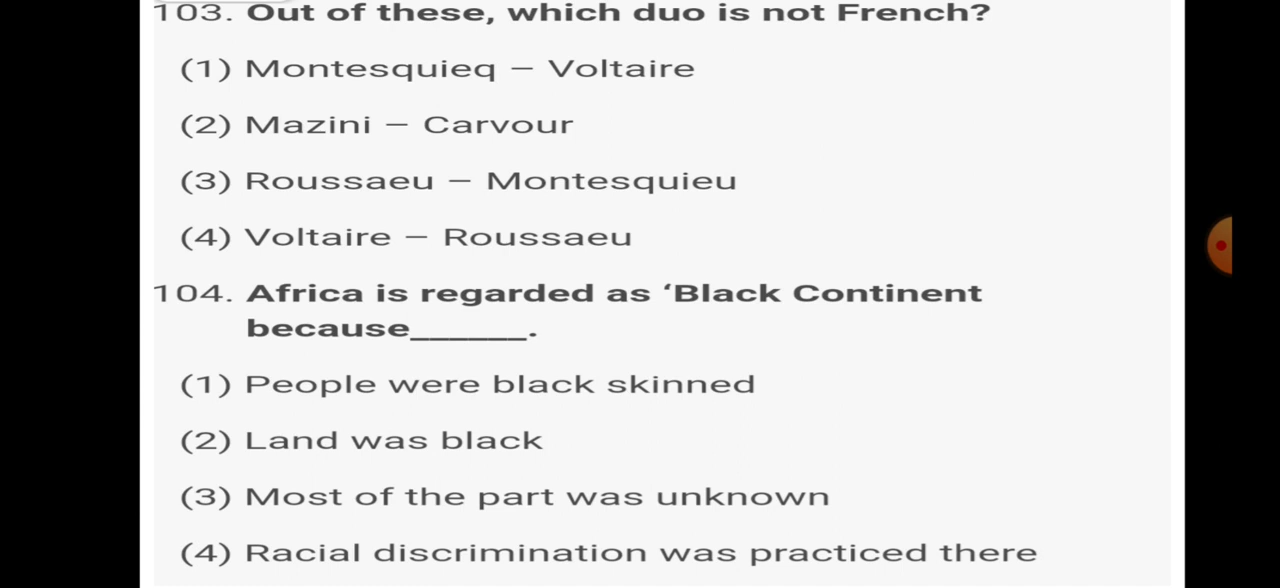 103. Out of these, which duo is not French?
(1) Montesquieq – Voltaire
(2) Mazini – Carvour
(3) Roussaeu – Montesquieu
(4) Voltaire – Roussaeu
104. Africa is regarded as ‘Black Continent
because______.
(1) People were black skinned
(2) Land was black
(3) Most of the part was unknown
(4) Racial discrimination was practiced there